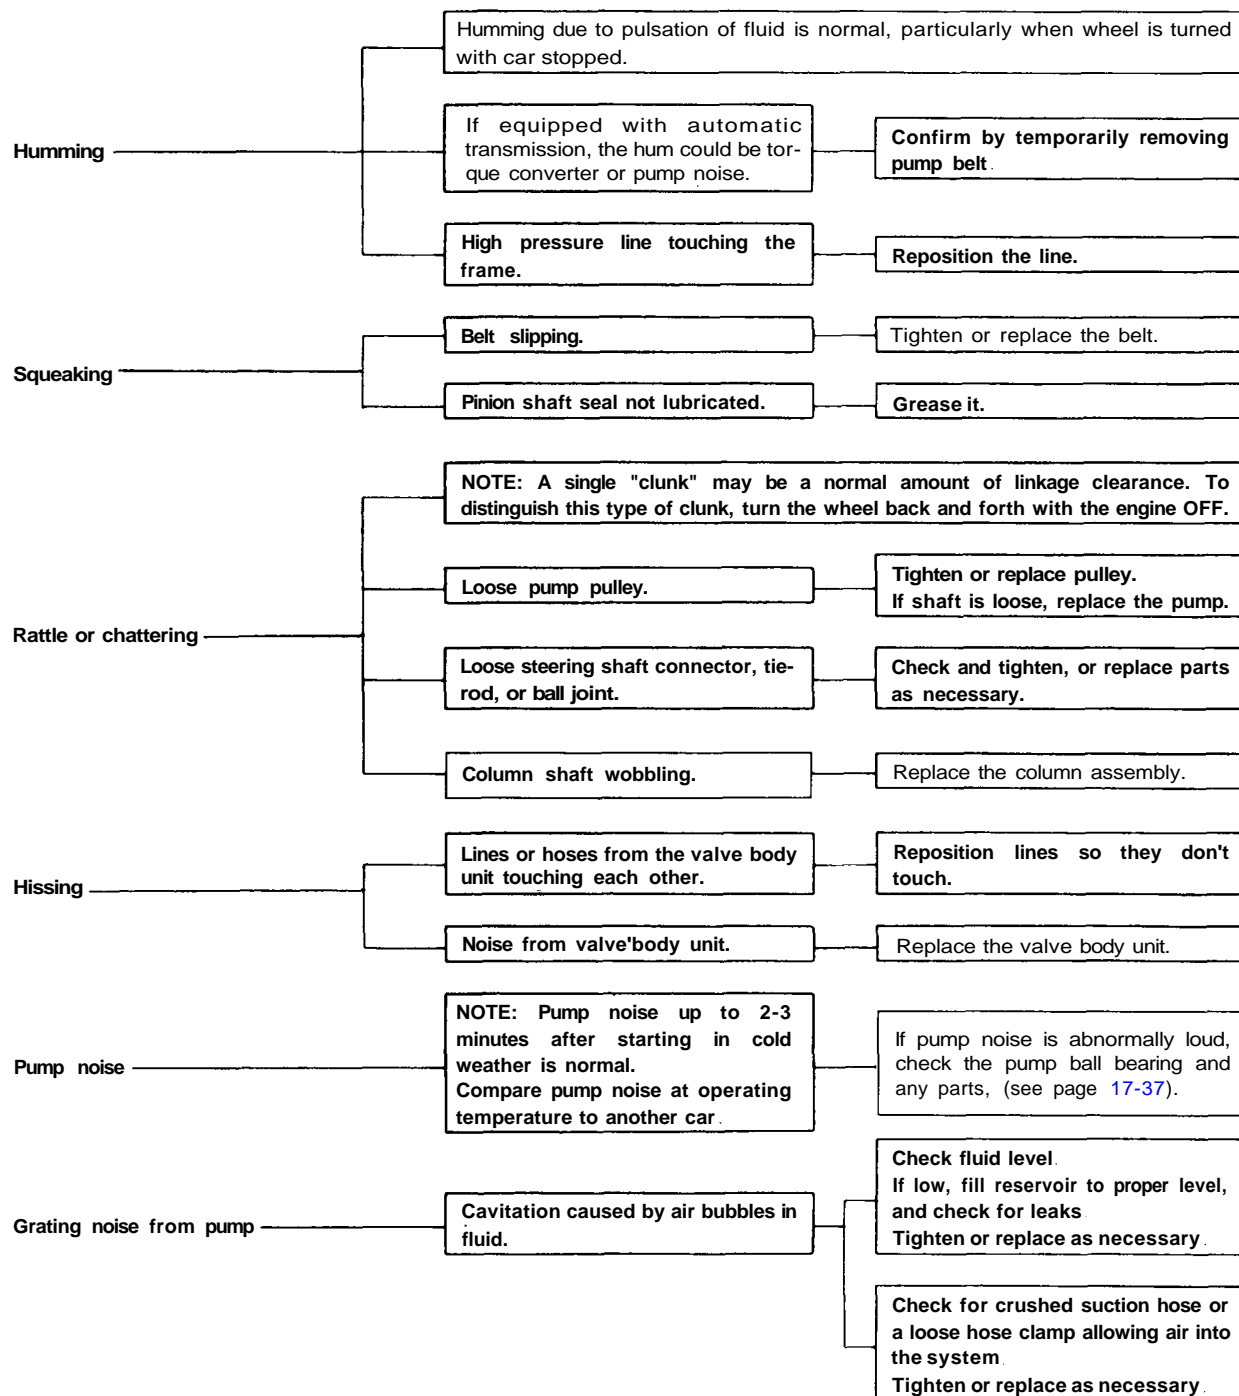 Humming due to pulsation of fluid is normal, particularly when wheel is turned
with car stopped.
Humming
If equipped with automatic
transmission, the hum could be tor-
que converter or pump noise.
Confirm by temporarily removing
pump belt.
High pressure line touching the
frame.
Reposition the line.
Squeaking
Belt slipping.
Tighten or replace the belt.
Pinion shaft seal not lubricated.
Grease it.
NOTE: A single "clunk" may be a normal amount of linkage clearance. To
distinguish this type of clunk, turn the wheel back and forth with the engine OFF.
Rattle or chattering
Loose pump pulley.
Tighten or replace pulley.
If shaft is loose, replace the pump.
Loose steering shaft connector, tie-
rod, or ball joint.
Check and tighten, or replace parts
as necessary.
Column shaft wobbling.
Replace the column assembly.
Hissing
Lines or hoses from the valve body
unit touching each other.
Reposition lines so they don't
touch.
Noise from valve'body unit.
Replace the valve body unit.
Pump noise
NOTE: Pump noise up to 2-3
minutes after starting in cold
weather is normal.
Compare pump noise at operating
temperature to another car.
If pump noise is abnormally loud,
check the pump ball bearing and
any parts, (see page 17-37).
Grating noise from pump
Cavitation caused by air bubbles in
fluid.
Check fluid level.
If low, fill reservoir to proper level,
and check for leaks.
Tighten or replace as necessary.
Check for crushed suction hose or
a loose hose clamp allowing air into
the system.
Tighten or replace as necessary.